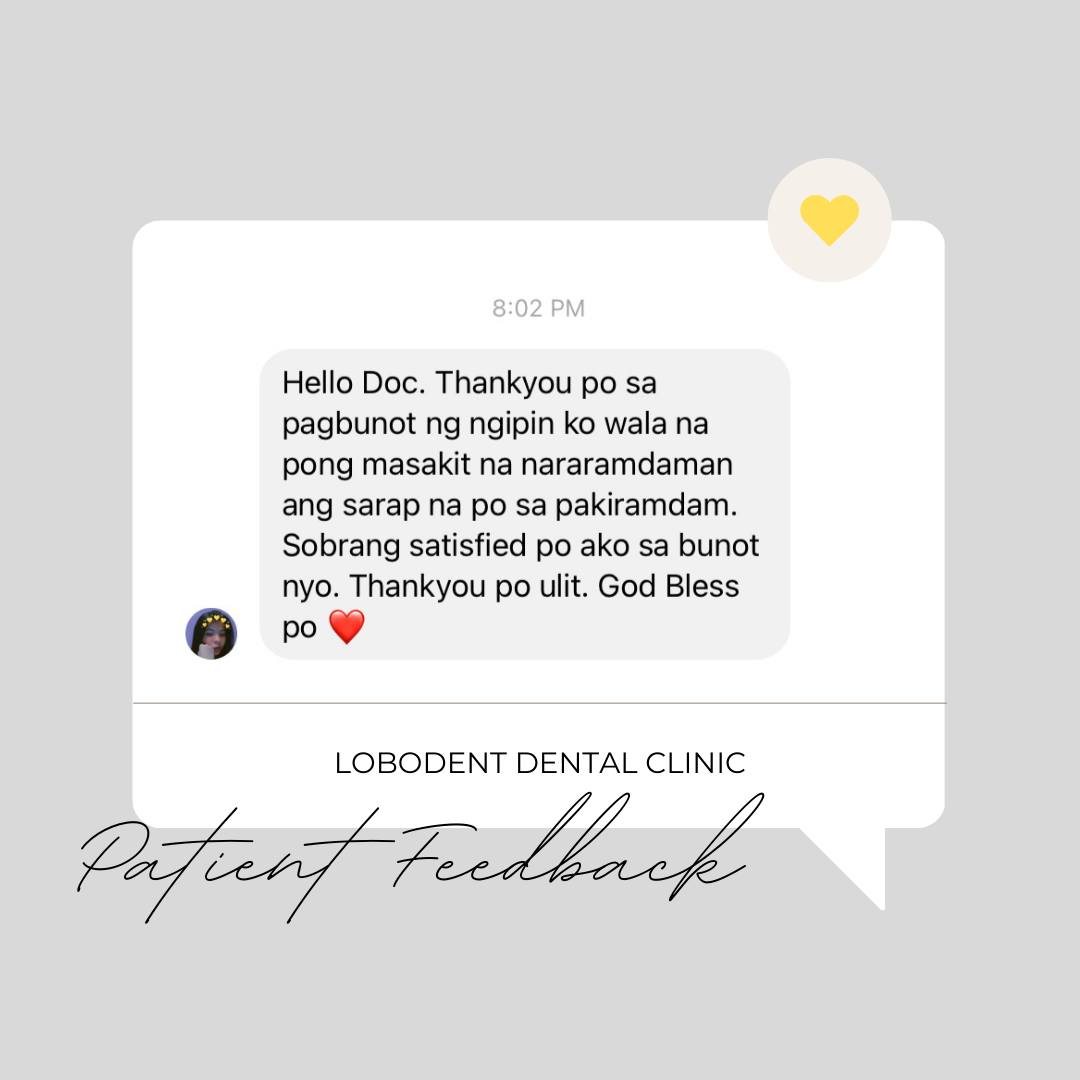 8:02 PM
Hello Doc. Thankyou po sa
pagbunot ng ngipin ko wala na
pong masakit na nararamdaman
ang sarap na po sa pakiramdam.
Sobrang satisfied po ako sa bunot
nyo. Thankyou po ulit. God Bless
po ❤️
LOBODENT DENTAL CLINIC
Patient Feedback